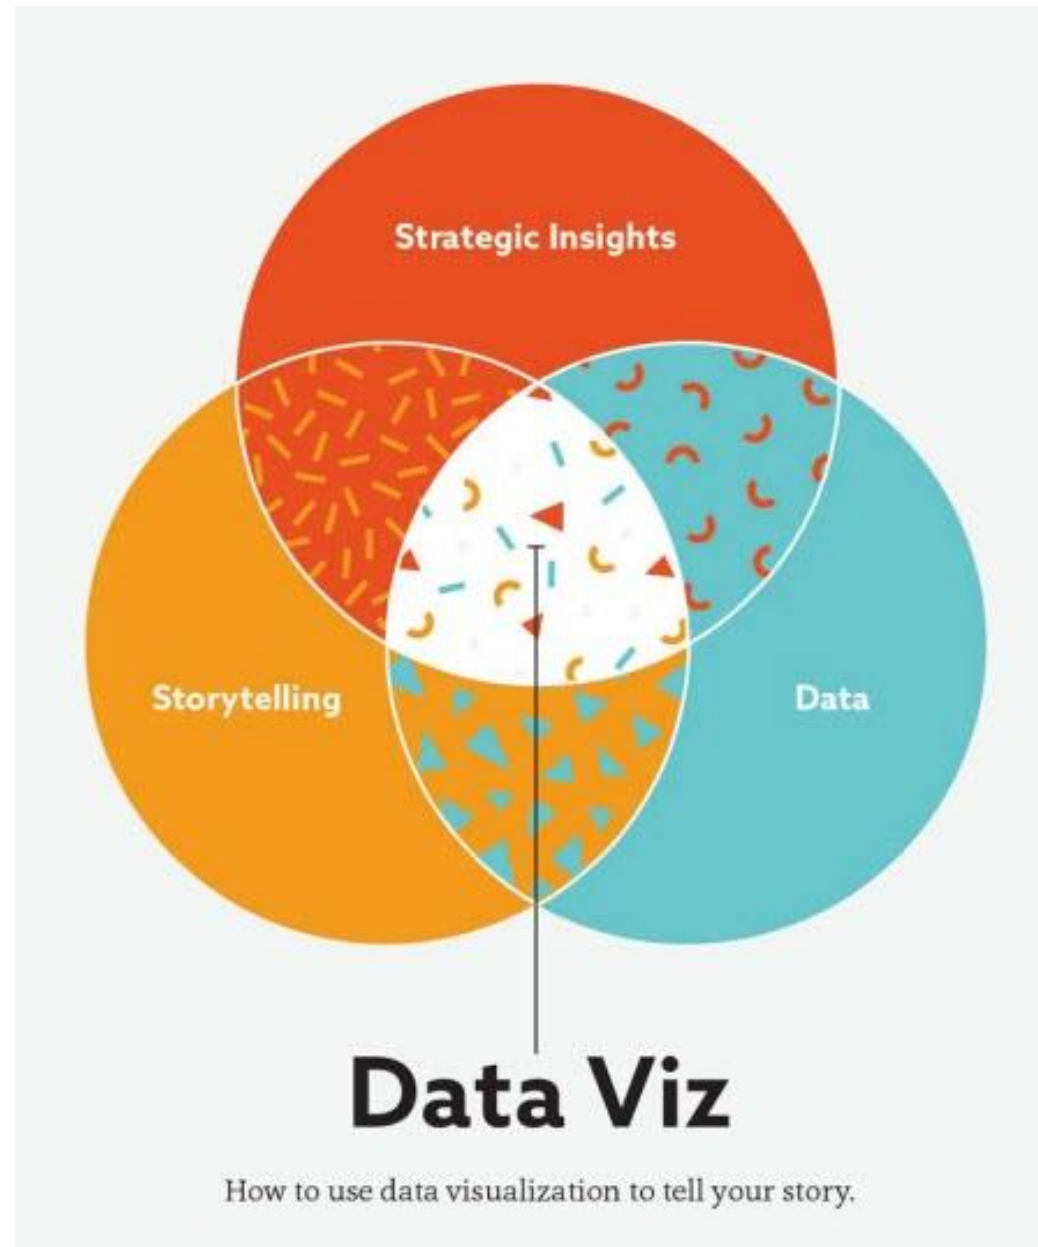 Strategic Insights
Storytelling
Data
Data Viz
How to use data visualization to tell your story.